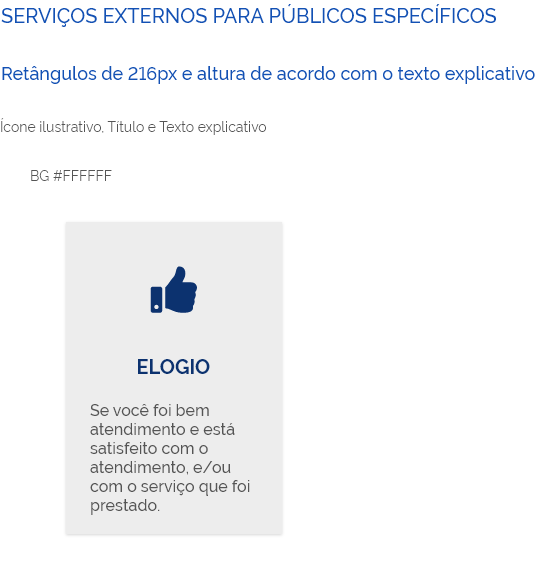 SERVIÇOS EXTERNOS PARA PÚBLICOS ESPECÍFICOS
Retângulos de 216px e altura de acordo com o texto explicativo
Ícone ilustrativo, Título e Texto explicativo
BG #FFFFFF
ELOGIO
Se você foi bem
atendimento e está
satisfeito com o
atendimento, e/ou
com o serviço que foi
prestado.